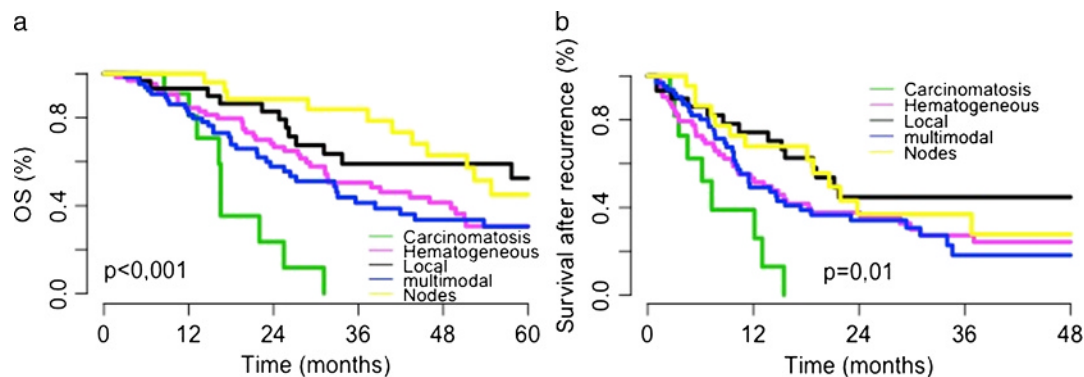 a
OS (%)
0.8
0.4
0.0
p<0,001
Carcinomatosis
Hematogeneous
Local
multimodal
Nodes
0 12 24 36 48 60
Time (months)
b
Survival after recurrence (%)
0.8
0.4
0.0
Carcinomatosis
Hematogeneous
Local
multimodal
Nodes
p=0,01
0 12 24 36 48
Time (months)